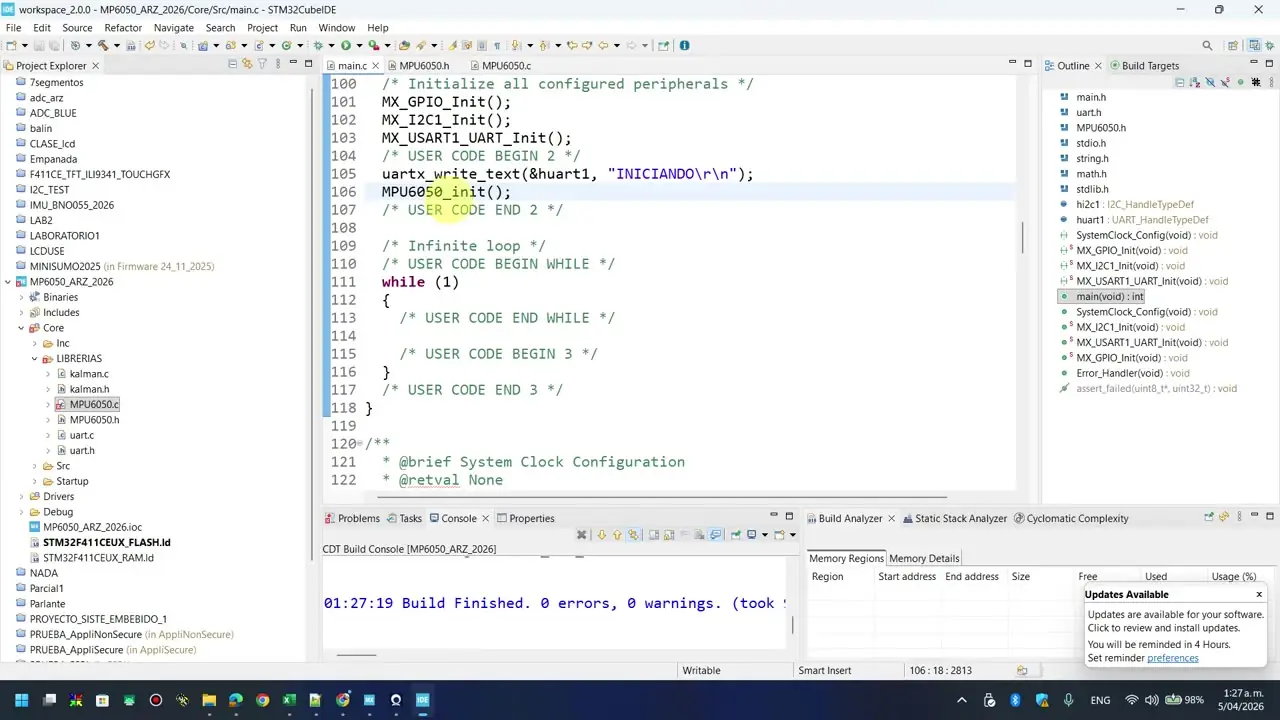 workspace_2.0.0 - MP6050_ARZ_2026/Core/Src/main.c - STM32CubeIDE
File Edit Source Refactor Navigate Search Project Run Window Help
Project Explorer
7segmentos
adc_arz
ADC_BLUE
balin
CLASE_lcd
Empanada
F411CE_TFT_ILI9341_TOUCHGFX
I2C_TEST
IMU_BNO055_2026
LAB2
LABORATORIO1
LCDUSE
MINISUMO2025 (in Firmware 24_11_2025)
MP6050_ARZ_2026
Binaries
Includes
Core
Inc
LIBRERIAS
kalman.c
kalman.h
MPU6050.c
MPU6050.h
uart.c
uart.h
Src
Startup
Drivers
Debug
MP6050_ARZ_2026.ioc
STM32F411CEUX_FLASH.ld
STM32F411CEUX_RAM.ld
NADA
Parcial1
Parlante
PROYECTO_SISTE_EMBEBIDO_1
PRUEBA_AppliNonSecure (in AppliNonSecure)
PRUEBA_AppliSecure (in AppliSecure)
main.c MPU6050.h MPU6050.c
100 /* Initialize all configured peripherals */
101 MX_GPIO_Init();
102 MX_I2C1_Init();
103 MX_USART1_UART_Init();
104 /* USER CODE BEGIN 2 */
105 uartx_write_text(&huart1, "INICIANDO\r\n");
106 MPU6050_init();
107 /* USER CODE END 2 */
108
109 /* Infinite loop */
110 /* USER CODE BEGIN WHILE */
111 while (1)
112 {
113 /* USER CODE END WHILE */
114
115 /* USER CODE BEGIN 3 */
116 }
117 /* USER CODE END 3 */
118 }
119
120 /**
121 * @brief System Clock Configuration
122 * @retval None
Outline Build Targets
main.h
uart.h
MPU6050.h
stdio.h
string.h
math.h
stdlib.h
hi2c1 : I2C_HandleTypeDef
huart1 : UART_HandleTypeDef
SystemClock_Config(void) : void
MX_GPIO_Init(void) : void
MX_I2C1_Init(void) : void
MX_USART1_UART_Init(void) : void
main(void) : int
SystemClock_Config(void) : void
MX_I2C1_Init(void) : void
MX_USART1_UART_Init(void) : void
MX_GPIO_Init(void) : void
Error_Handler(void) : void
assert_failed(uint8_t*, uint32_t) : void
Problems Tasks Console Properties
CDT Build Console [MP6050_ARZ_2026]
01:27:19 Build Finished. 0 errors, 0 warnings. (took
Build Analyzer Static Stack Analyzer Cyclomatic Complexity
Memory Regions Memory Details
Region Start address End address Size Free Used Usage (%)
Updates Available
Updates are available for your software.
Click to review and install updates.
You will be reminded in 4 Hours.
Set reminder preferences
Writable Smart Insert 106 : 18 : 2813
ENG 98% 1:27 a.m.
5/04/2026